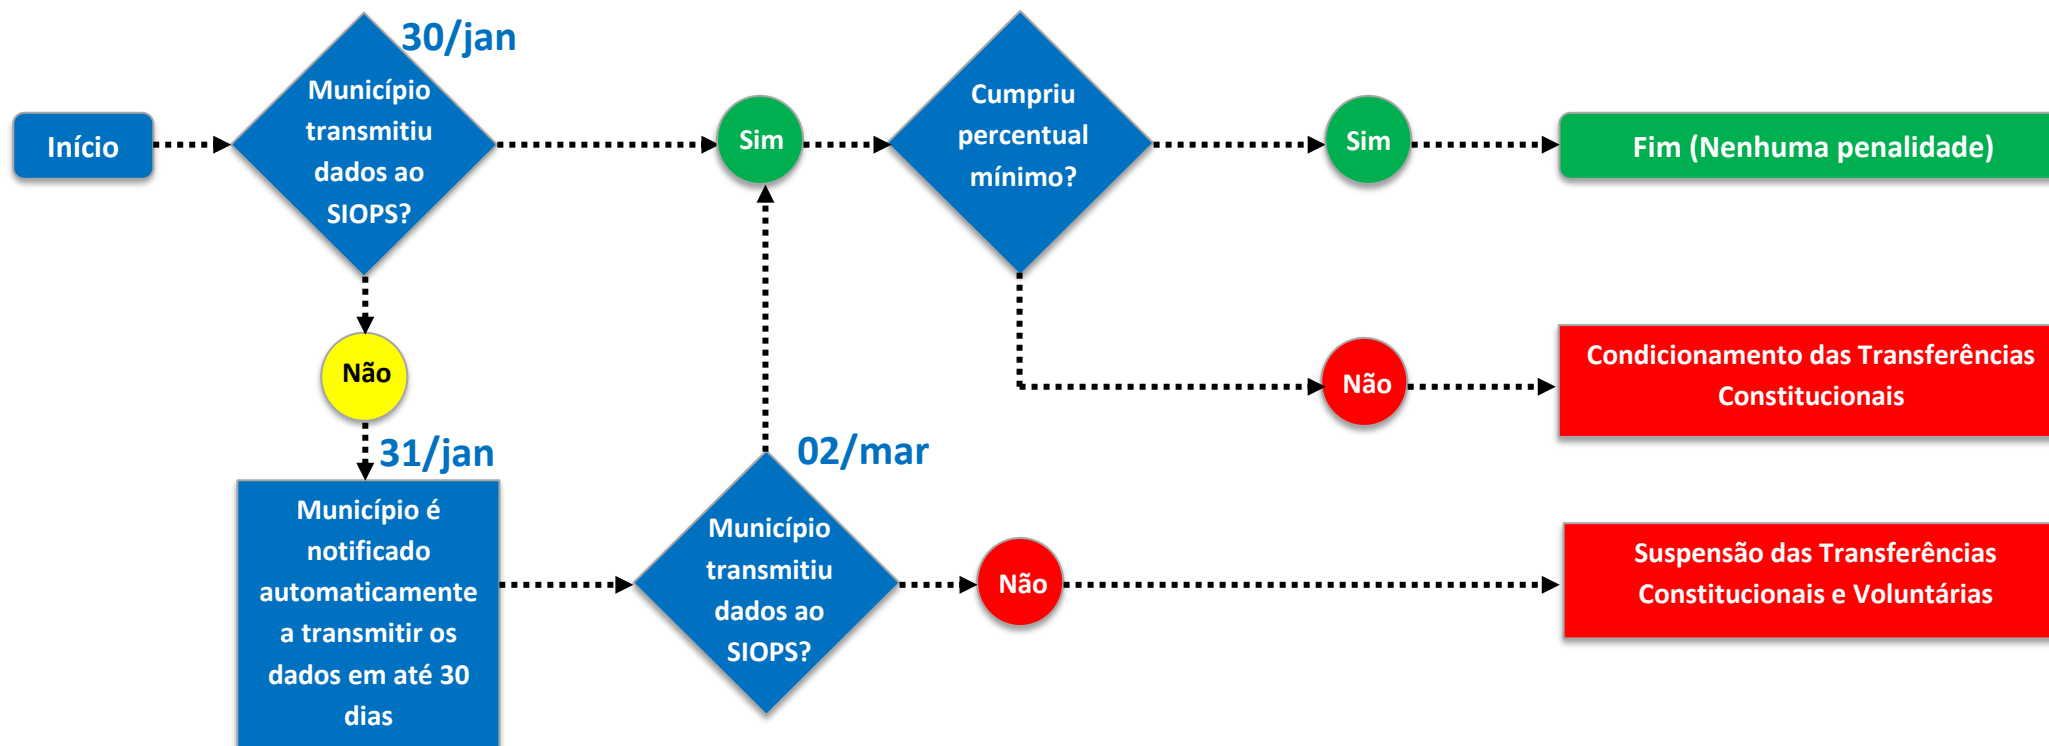 30/jan
Início
Município
transmitiu
dados ao
SIOPS?
Sim
Cumpriu
percentual
mínimo?
Sim
Fim (Nenhuma penalidade)
Não
Não
Condicionamento das Transferências
Constitucionais
31/jan
Município é
notificado
automaticamente
a transmitir os
dados em até 30
dias
02/mar
Município
transmitiu
dados ao
SIOPS?
Não
Suspensão das Transferências
Constitucionais e Voluntárias